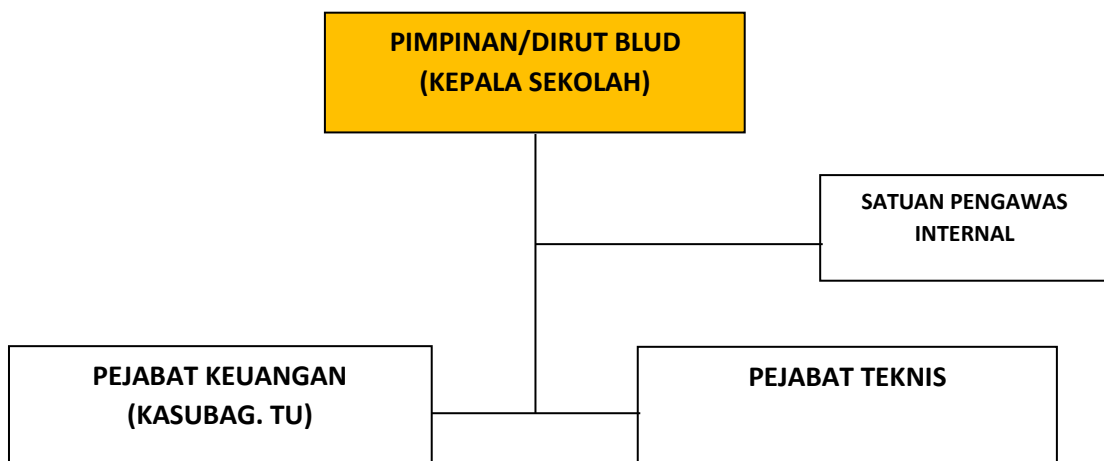 PIMPINAN/DIRUT BLUD
(KEPALA SEKOLAH)
SATUAN PENGAWAS
INTERNAL
PEJABAT KEUANGAN
(KASUBAG. TU)
PEJABAT TEKNIS